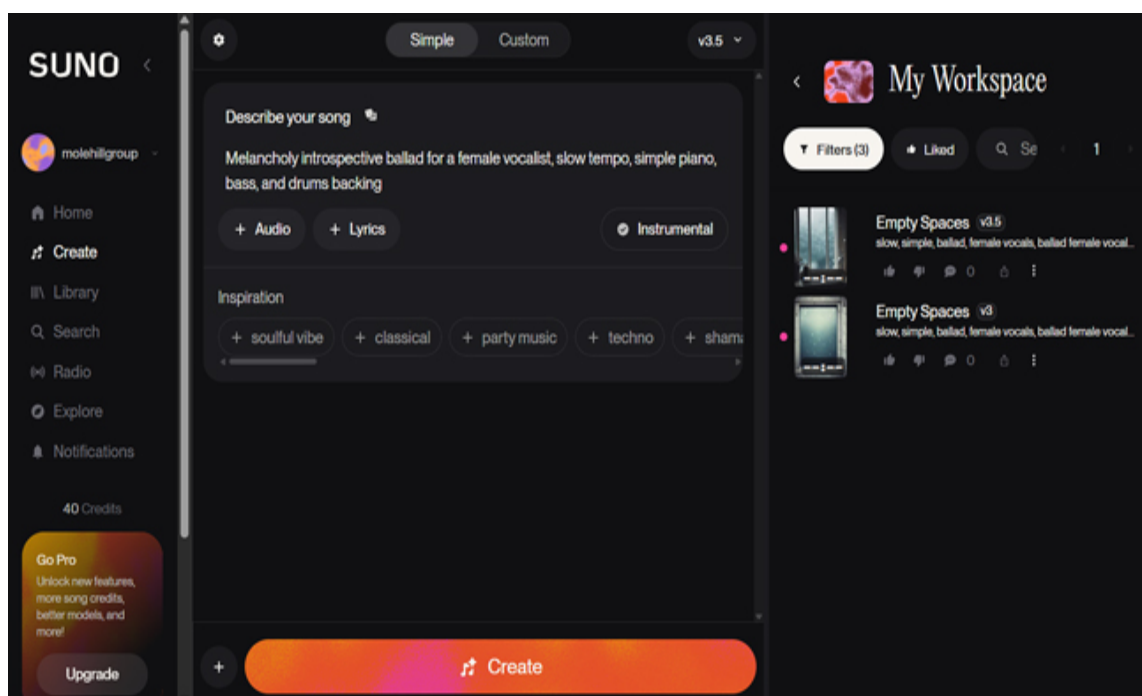 SUNO
molehillgroup
Home
Create
Library
Search
Radio
Explore
Notifications
40 Credits
Go Pro
Unlock new features,
more song credits,
better models, and
more!
Upgrade
Simple Custom
v3.5
Describe your song
Melancholy introspective ballad for a female vocalist, slow tempo, simple piano,
bass, and drums backing
+ Audio + Lyrics
Instrumental
Inspiration
+ soulful vibe + classical + party music + techno + shama
+
Create
My Workspace
Filters (3) Liked Se 1
Empty Spaces v3.5
slow, simple, ballad, female vocals, ballad female vocal...
0
Empty Spaces v3
slow, simple, ballad, female vocals, ballad female vocal...
0